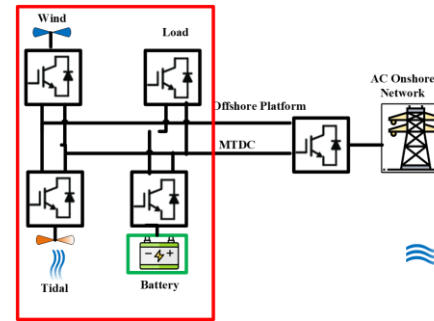 Wind
Load
AC Onshore
Network
Offshore Platform
MTDC
Tidal
Battery